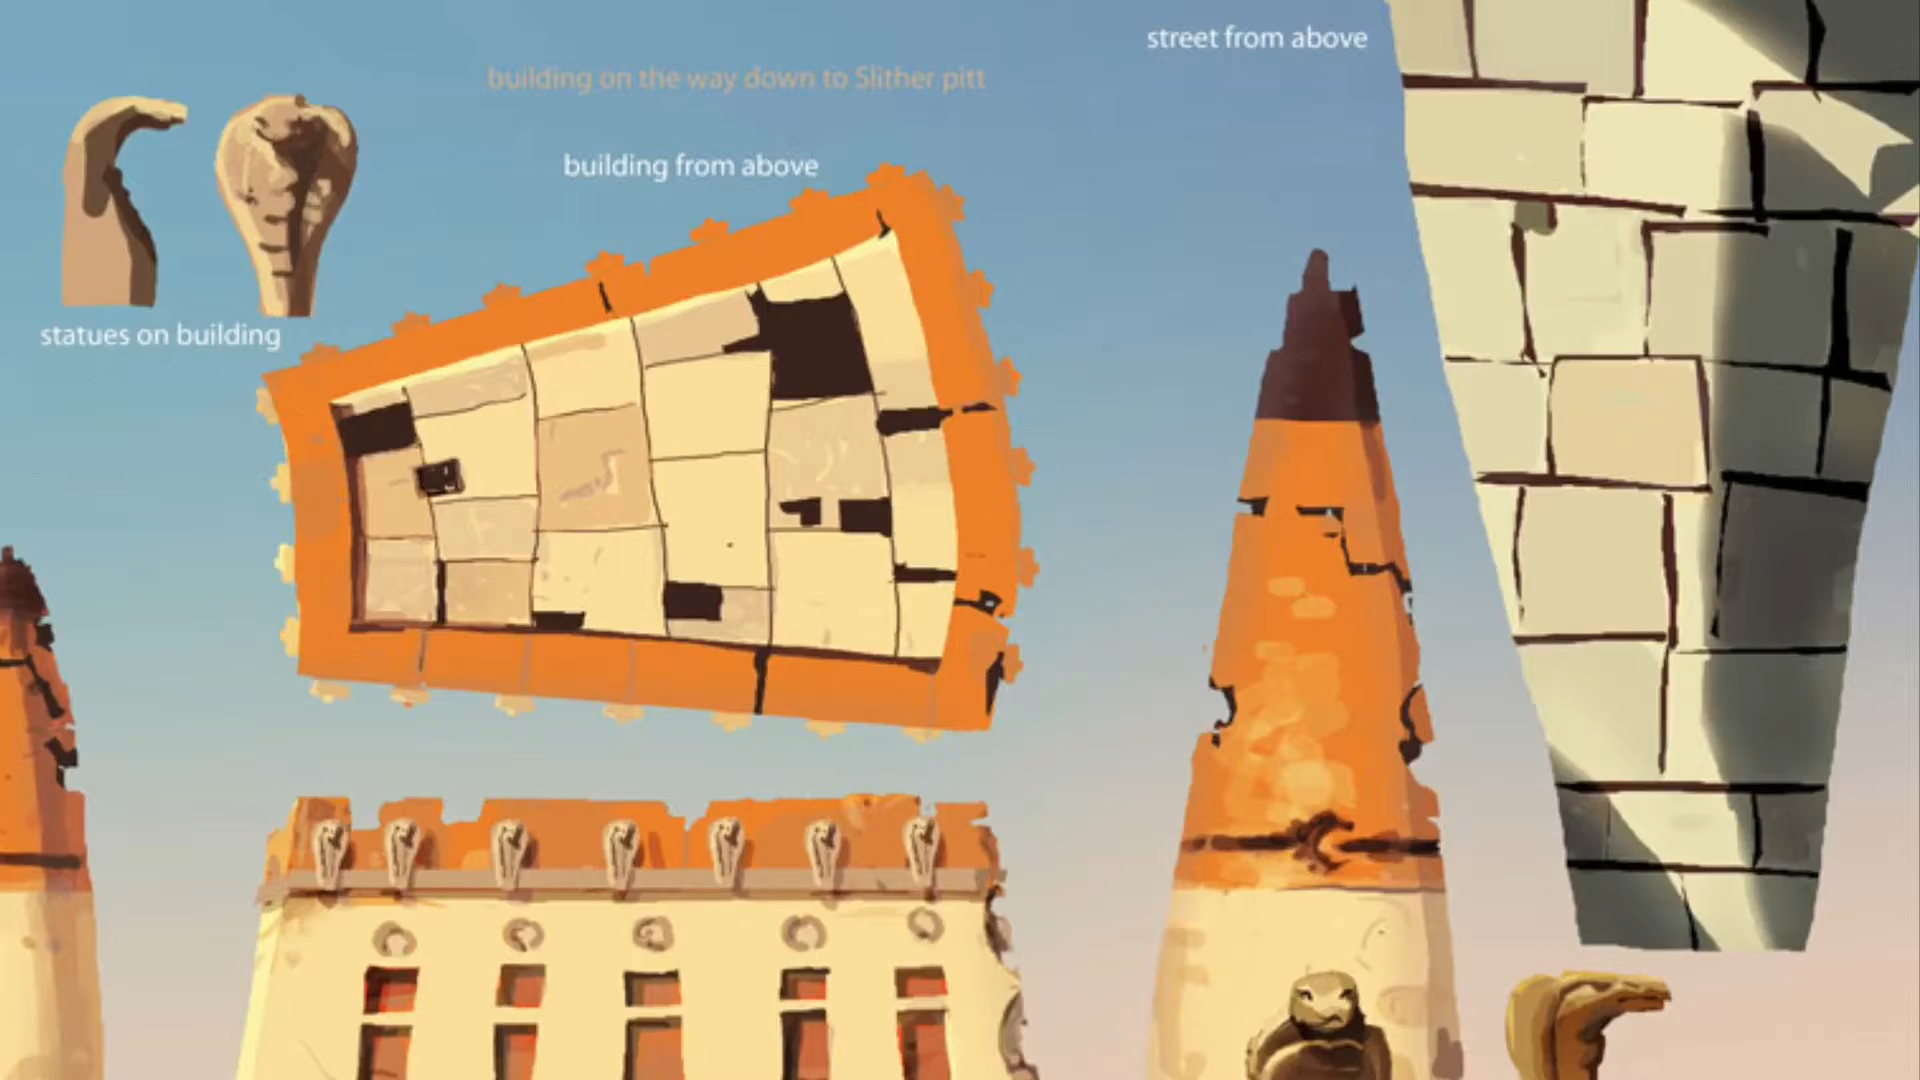 street from above
building on the way down to Slither pitt
building from above
statues on building